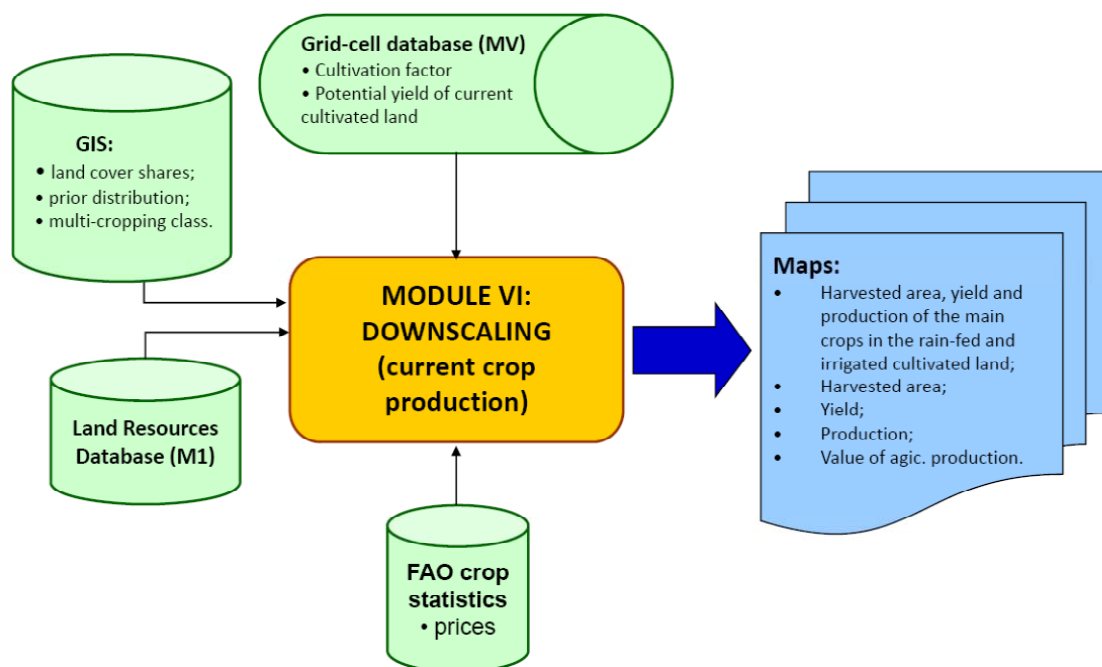 Grid-cell database (MV)
• Cultivation factor
• Potential yield of current
cultivated land
GIS:
• land cover shares;
• prior distribution;
• multi-cropping class.
Land Resources
Database (M1)
MODULE VI:
DOWNSCALING
(current crop
production)
FAO crop
statistics
• prices
Maps:
• Harvested area, yield and
production of the main
crops in the rain-fed and
irrigated cultivated land;
• Harvested area;
• Yield;
• Production;
• Value of agic. production.